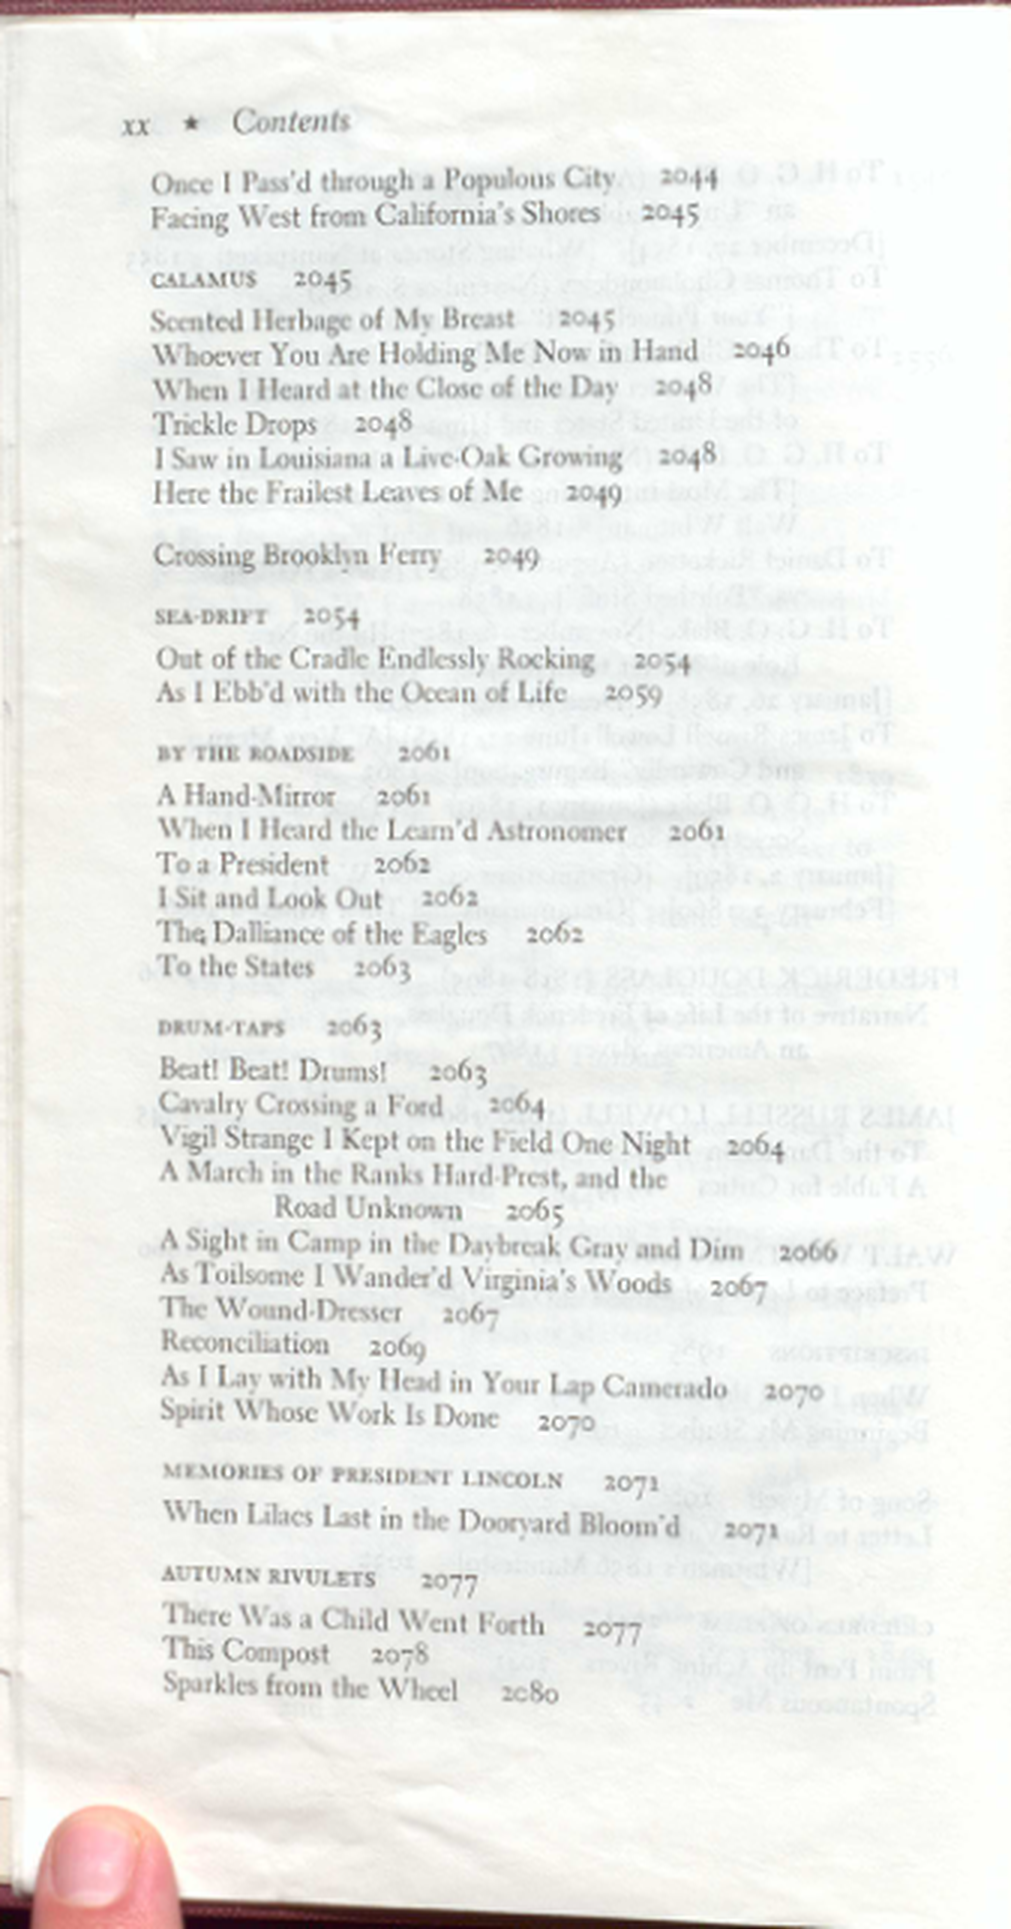 xx ★ Contents
Once I Pass'd through a Populous City 2044
Facing West from California's Shores 2045
CALAMUS 2045
Scented Herbage of My Breast 2045
Whoever You Are Holding Me Now in Hand 2046
When I Heard at the Close of the Day 2048
Trickle Drops 2048
I Saw in Louisiana a Live-Oak Growing 2048
Here the Frailest Leaves of Me 2049
Crossing Brooklyn Ferry 2049
SEA-DRIFT 2054
Out of the Cradle Endlessly Rocking 2054
As I Ebb'd with the Ocean of Life 2059
BY THE ROADSIDE 2061
A Hand-Mirror 2061
When I Heard the Learn'd Astronomer 2061
To a President 2062
I Sit and Look Out 2062
The Dalliance of the Eagles 2062
To the States 2063
DRUM-TAPS 2063
Beat! Beat! Drums! 2063
Cavalry Crossing a Ford 2064
Vigil Strange I Kept on the Field One Night 2064
A March in the Ranks Hard-Prest, and the
Road Unknown 2065
A Sight in Camp in the Daybreak Gray and Dim 2066
As Toilsome I Wander'd Virginia's Woods 2067
The Wound-Dresser 2067
Reconciliation 2069
As I Lay with My Head in Your Lap Camerado 2070
Spirit Whose Work Is Done 2070
MEMORIES OF PRESIDENT LINCOLN 2071
When Lilacs Last in the Dooryard Bloom'd 2071
AUTUMN RIVULETS 2077
There Was a Child Went Forth 2077
This Compost 2078
Sparkles from the Wheel 2080